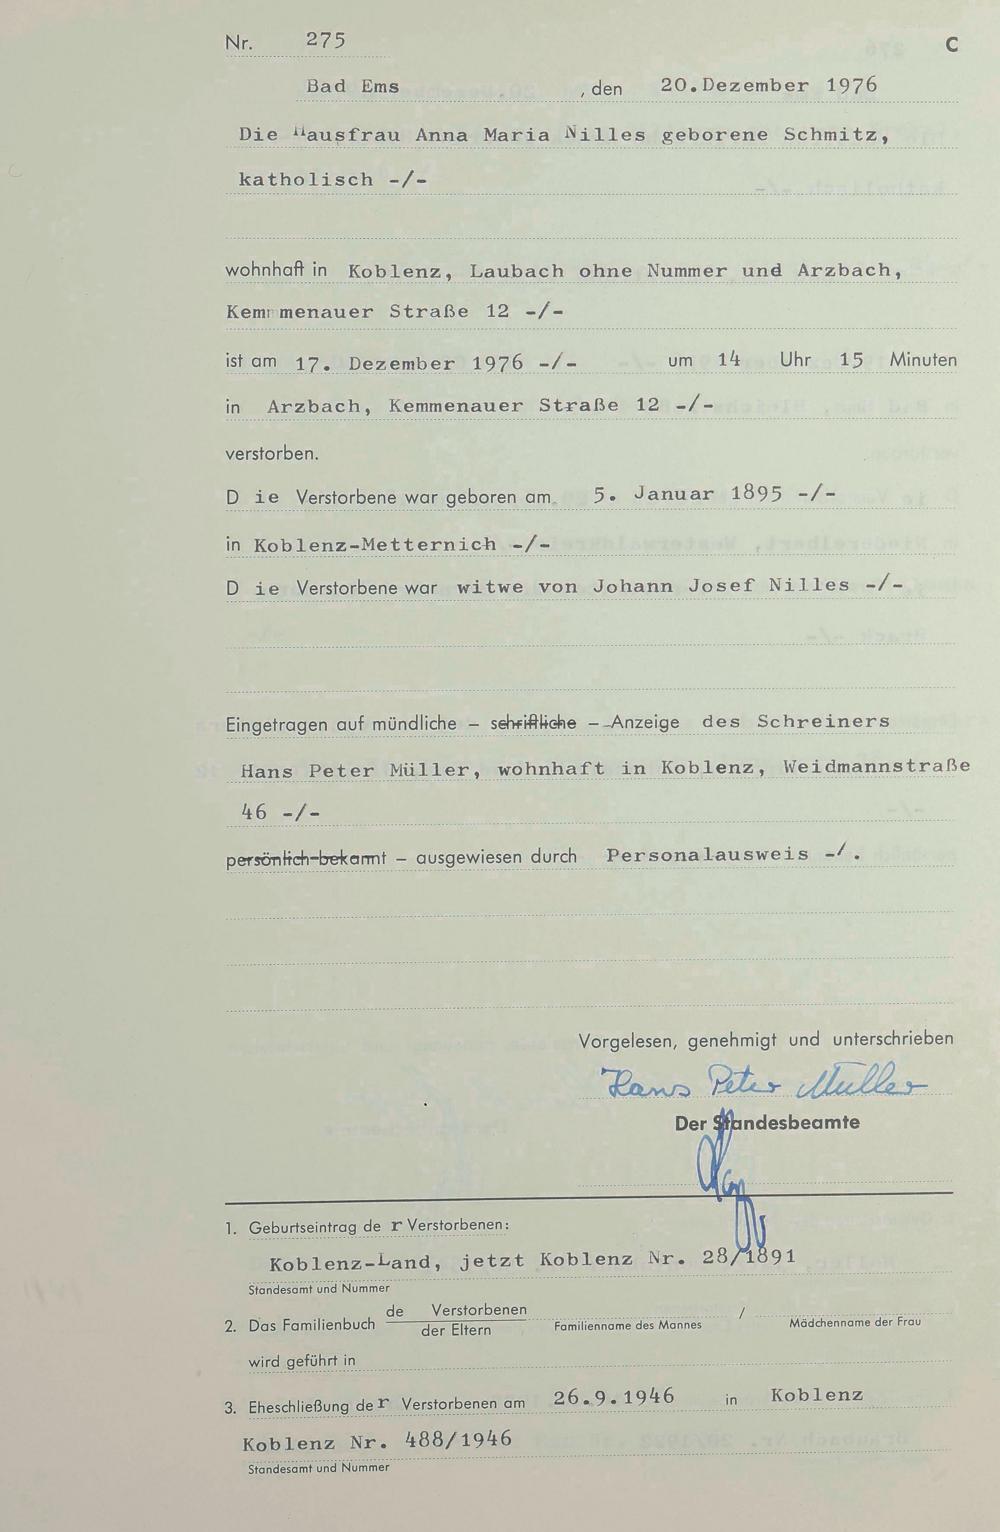 Nr. 275 C
Bad Ems , den 20.Dezember 1976
Die Hausfrau Anna Maria Nilles geborene Schmitz,
katholisch -/-
wohnhaft in Koblenz, Laubach ohne Nummer und Arzbach,
Kemmenauer Straße 12 -/-
ist am 17. Dezember 1976 -/- um 14 Uhr 15 Minuten
in Arzbach, Kemmenauer Straße 12 -/-
verstorben.
D ie Verstorbene war geboren am 5. Januar 1895 -/-
in Koblenz-Metternich -/-
D ie Verstorbene war witwe von Johann Josef Nilles -/-
Eingetragen auf mündliche – schriftliche – Anzeige des Schreiners
Hans Peter Müller, wohnhaft in Koblenz, Weidmannstraße
46 -/-
persönlich bekannt – ausgewiesen durch Personalausweis -/.
Vorgelesen, genehmigt und unterschrieben
Hans Peter Müller
Der Standesbeamte
1. Geburtseintrag de r Verstorbenen:
Koblenz-Land, jetzt Koblenz Nr. 28/1891
Standesamt und Nummer
2. Das Familienbuch de Verstorbenen /
der Eltern Familienname des Mannes Mädchenname der Frau
wird geführt in
3. Eheschließung de r Verstorbenen am 26.9.1946 in Koblenz
Koblenz Nr. 488/1946
Standesamt und Nummer